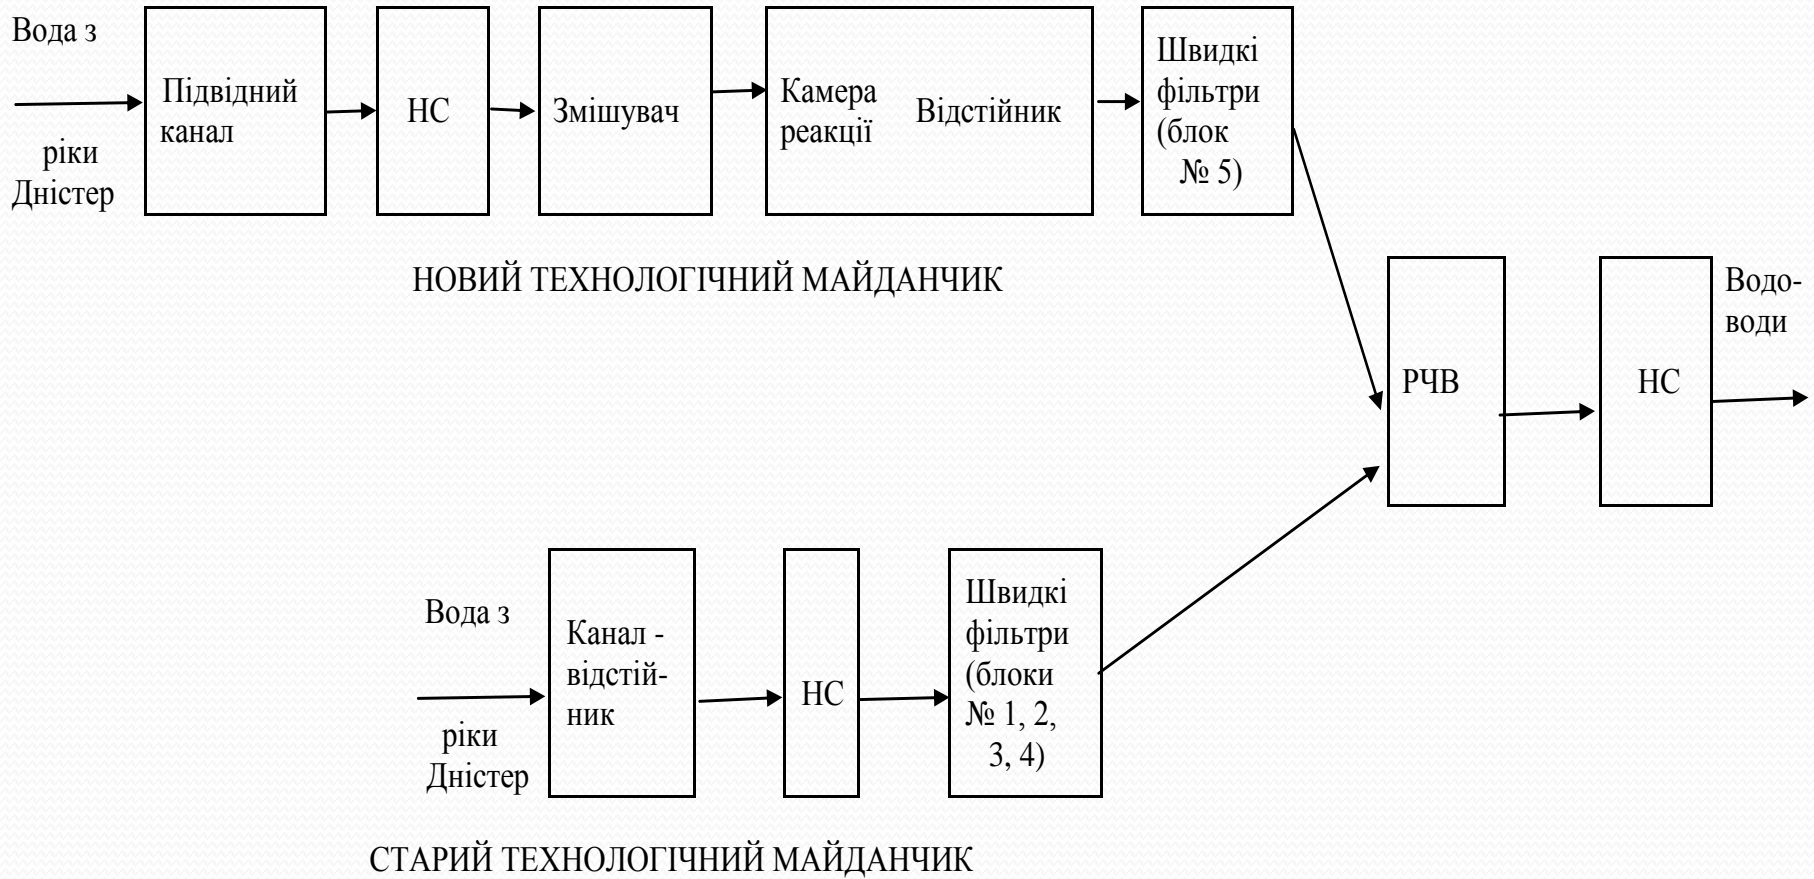 Вода з
ріки
Дністер
Підвідний
канал
НС
Змішувач
Камера
реакції
Відстійник
Швидкі
фільтри
(блок
№ 5)
НОВИЙ ТЕХНОЛОГІЧНИЙ МАЙДАНЧИК
РЧВ
НС
Водо-
води
Вода з
ріки
Дністер
Канал -
відстій-
ник
НС
Швидкі
фільтри
(блоки
№ 1, 2,
3, 4)
СТАРИЙ ТЕХНОЛОГІЧНИЙ МАЙДАНЧИК